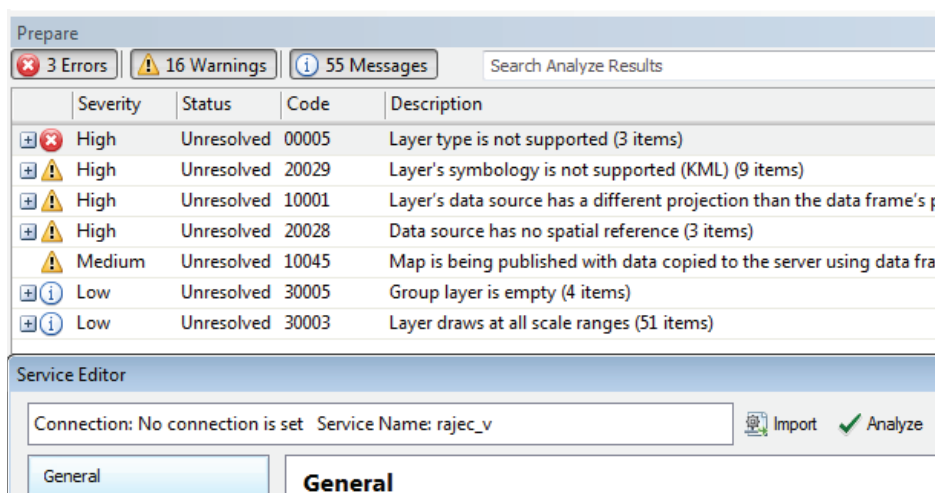 Prepare
3 Errors 16 Warnings 55 Messages Search Analyze Results
Severity Status Code Description
High Unresolved 00005 Layer type is not supported (3 items)
High Unresolved 20029 Layer's symbology is not supported (KML) (9 items)
High Unresolved 10001 Layer's data source has a different projection than the data frame's
High Unresolved 20028 Data source has no spatial reference (3 items)
Medium Unresolved 10045 Map is being published with data copied to the server using data
Low Unresolved 30005 Group layer is empty (4 items)
Low Unresolved 30003 Layer draws at all scale ranges (51 items)
Service Editor
Connection: No connection is set Service Name: rajec_v Import Analyze
General General